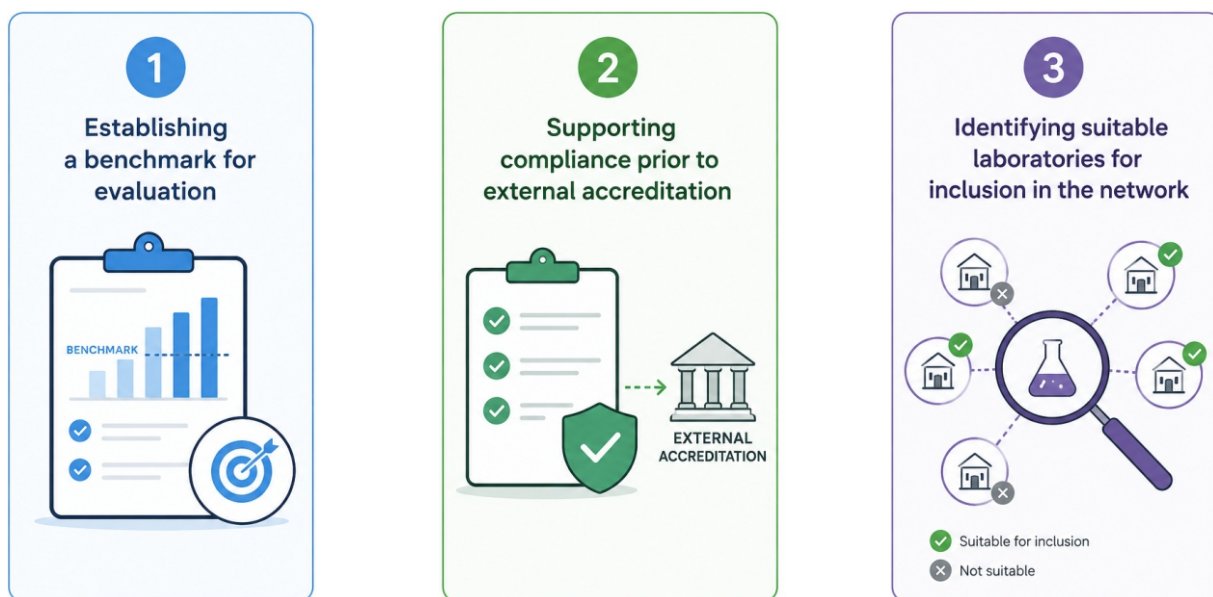 1
Establishing
a benchmark for
evaluation
BENCHMARK
2
Supporting
compliance prior to
external accreditation
EXTERNAL
ACCREDITATION
3
Identifying suitable
laboratories for
inclusion in the network
Suitable for inclusion
Not suitable